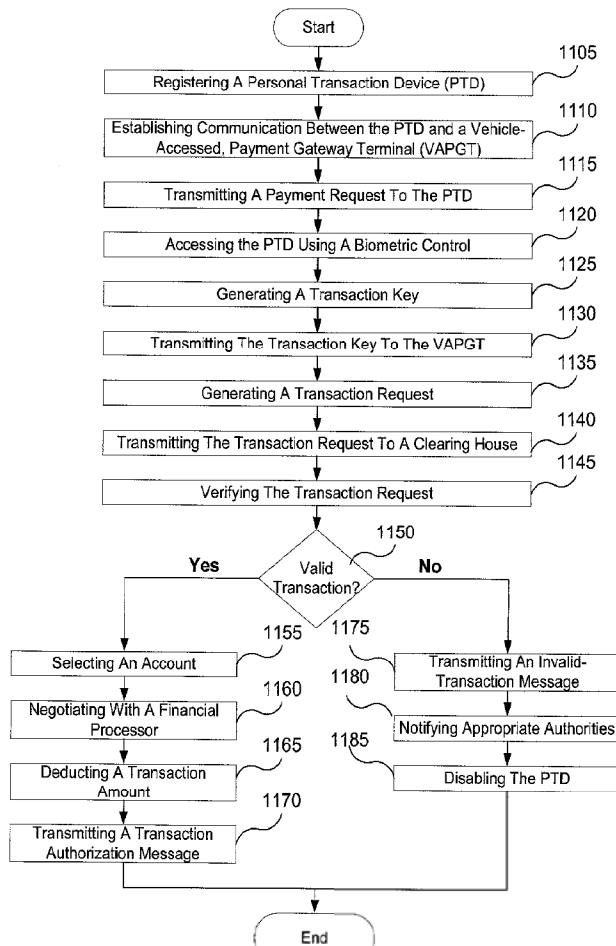 Start
1105
Registering A Personal Transaction Device (PTD)
1110
Establishing Communication Between the PTD and a Vehicle-
Accessed, Payment Gateway Terminal (VAPGT)
1115
Transmitting A Payment Request To The PTD
1120
Accessing the PTD Using A Biometric Control
1125
Generating A Transaction Key
1130
Transmitting The Transaction Key To The VAPGT
1135
Generating A Transaction Request
1140
Transmitting The Transaction Request To A Clearing House
1145
Verifying The Transaction Request
1150
Valid
Transaction?
Yes
No
1155
Selecting An Account
1160
Negotiating With A Financial
Processor
1165
Deducting A Transaction
Amount
1170
Transmitting A Transaction
Authorization Message
1175
Transmitting An Invalid-
Transaction Message
1180
Notifying Appropriate Authorities
1185
Disabling The PTD
End